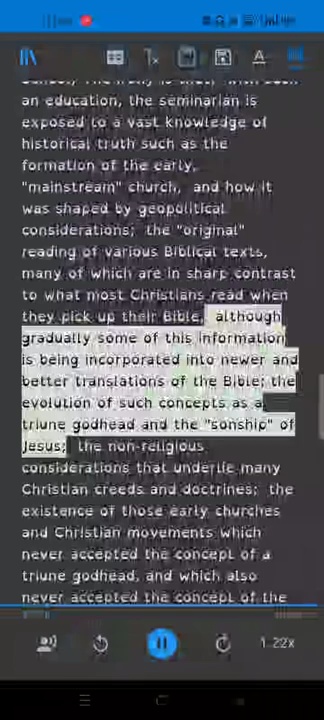 an education, the seminarian is
exposed to a vast knowledge of
historical truth such as the
formation of the early,
"mainstream" church, and how it
was shaped by geopolitical
considerations; the "original"
reading of various Biblical texts,
many of which are in sharp contrast
to what most Christians read when
they pick up their Bible, although
gradually some of this information
is being incorporated into newer and
better translations of the Bible; the
evolution of such concepts as a
triune godhead and the "sonship" of
Jesus; the non-religious
considerations that underlie many
Christian creeds and doctrines; the
existence of those early churches
and Christian movements which
never accepted the concept of a
triune godhead, and which also
never accepted the concept of the
1.22x